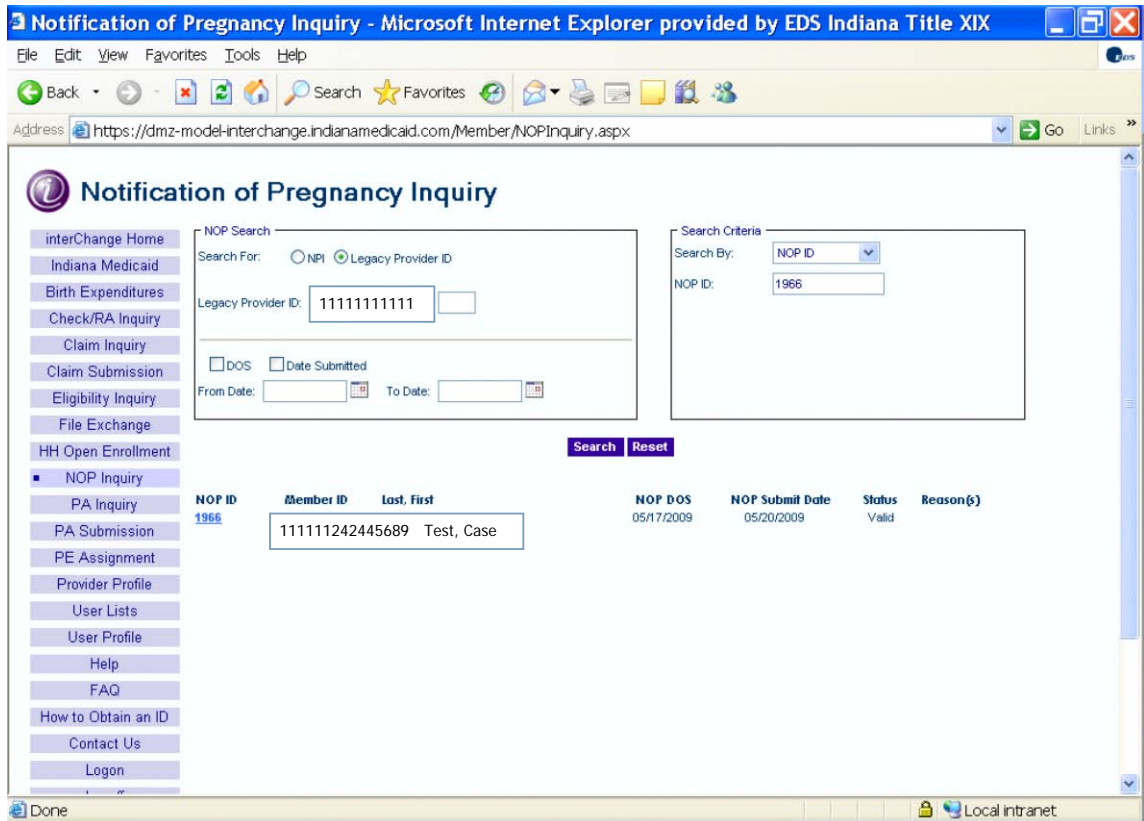 Notification of Pregnancy Inquiry - Microsoft Internet Explorer provided by EDS Indiana Title XIX
File Edit View Favorites Tools Help
EDS
Back Search Favorites
Address https://dmz-model-interchange.indianamedicaid.com/Member/NOPInquiry.aspx Go Links »
i Notification of Pregnancy Inquiry
interChange Home
Indiana Medicaid
Birth Expenditures
Check/RA Inquiry
Claim Inquiry
Claim Submission
Eligibility Inquiry
File Exchange
HH Open Enrollment
NOP Inquiry
PA Inquiry
PA Submission
PE Assignment
Provider Profile
User Lists
User Profile
Help
FAQ
How to Obtain an ID
Contact Us
Logon
NOP Search
Search For: NPI Legacy Provider ID
Legacy Provider ID: 11111111111
DOS Date Submitted
From Date: To Date:
Search Criteria
Search By: NOP ID
NOP ID: 1966
Search Reset
NOP ID Member ID Last, First NOP DOS NOP Submit Date Status Reason(s)
1966 111111242445689 Test, Case 05/17/2009 05/20/2009 Valid
Done Local intranet